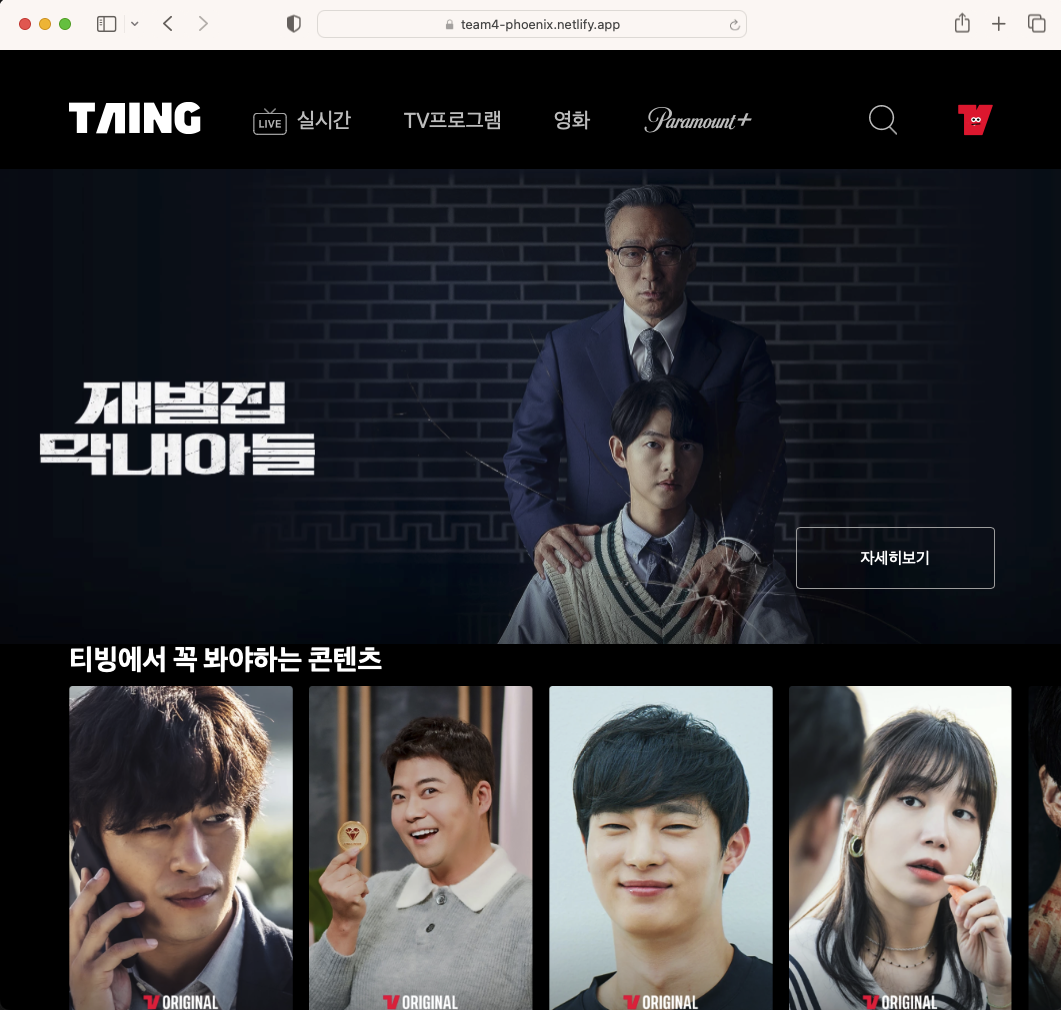 team4-phoenix.netlify.app
TAING
LIVE 실시간 TV프로그램 영화 Paramount+
재벌집
막내아들
자세히보기
티빙에서 꼭 봐야하는 콘텐츠
ORIGINAL ORIGINAL ORIGINAL ORIGINAL